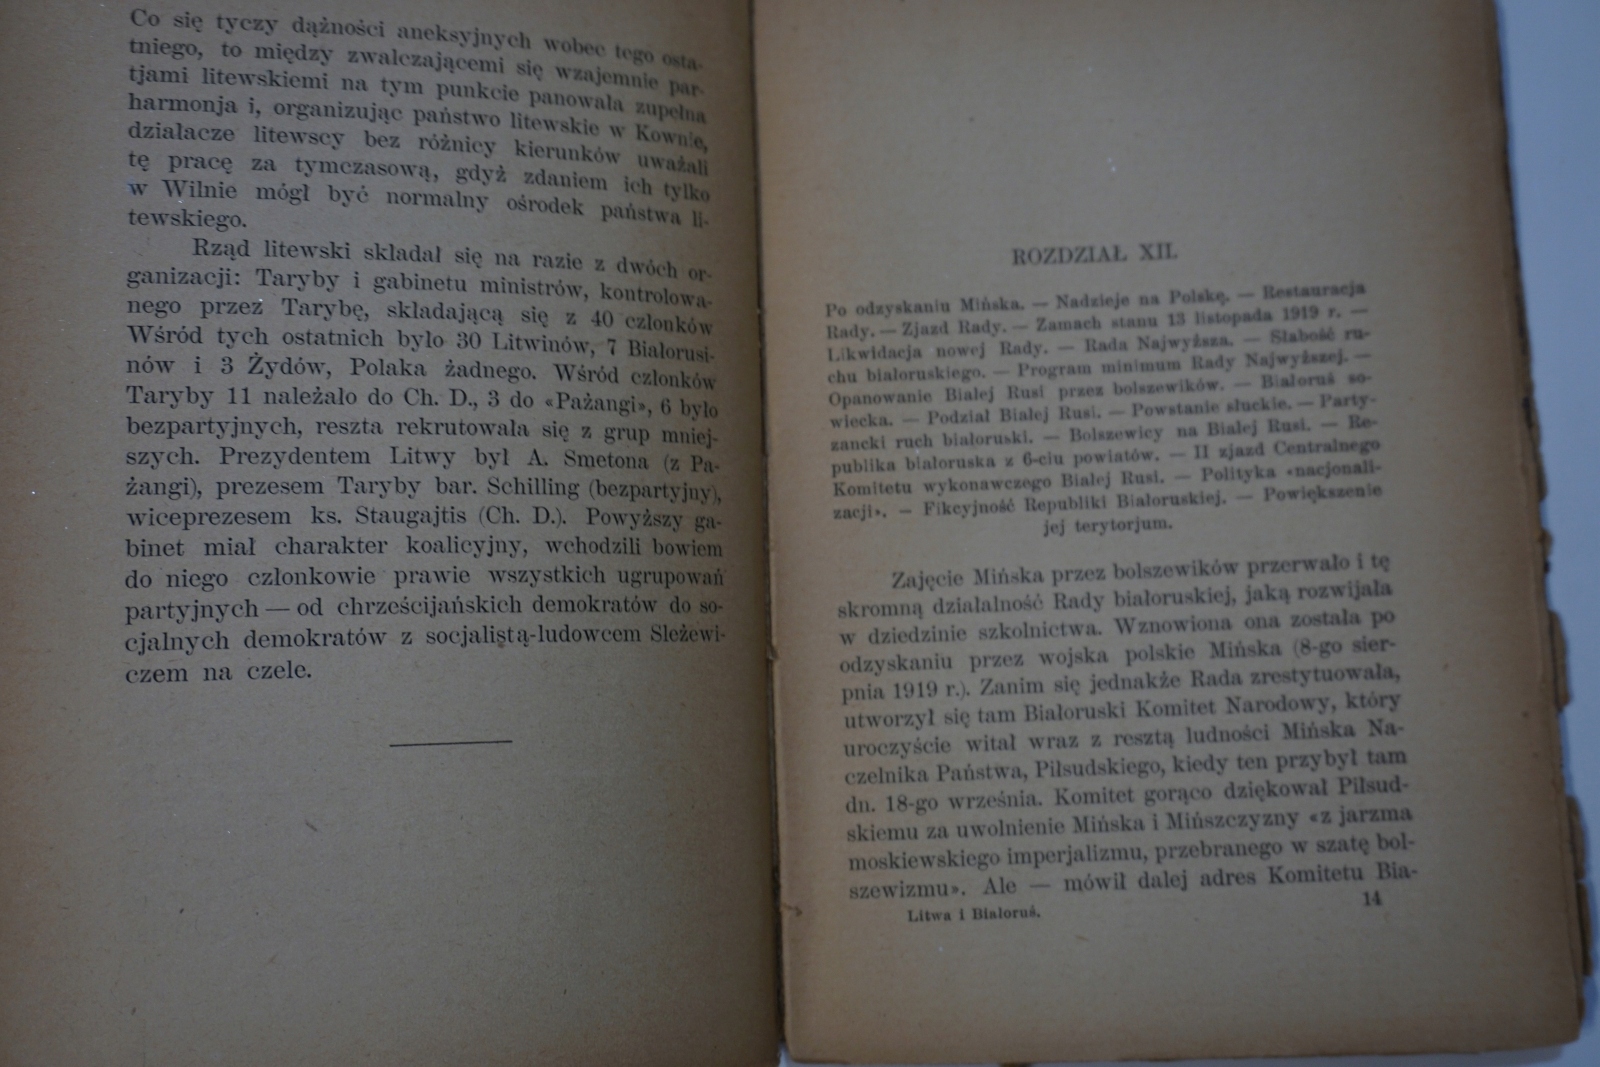 Co się tyczy dążności aneksyjnych wobec tego osta-
tniego, to między zwalczającemi się wzajemnie par-
tjami litewskiemi na tym punkcie panowała zupełna
harmonja i, organizując państwo litewskie w Kownie,
działacze litewscy bez różnicy kierunków uważali
tę pracę za tymczasową, gdyż zdaniem ich tylko
w Wilnie mógł być normalny ośrodek państwa li-
tewskiego.
Rząd litewski składał się na razie z dwóch or-
ganizacji: Taryby i gabinetu ministrów, kontrolowa-
nego przez Tarybę, składającą się z 40 członków
Wśród tych ostatnich było 30 Litwinów, 7 Białorusi-
nów i 3 Żydów, Polaka żadnego. Wśród członków
Taryby 11 należało do Ch. D., 3 do «Pażangi», 6 było
bezpartyjnych, reszta rekrutowała się z grup mniej-
szych. Prezydentem Litwy był A. Smetona (z Pa-
żangi), prezesem Taryby bar. Schilling (bezpartyjny),
wiceprezesem ks. Staugajtis (Ch. D.). Powyższy ga-
binet miał charakter koalicyjny, wchodzili bowiem
do niego członkowie prawie wszystkich ugrupowań
partyjnych — od chrześcijańskich demokratów do so-
cjalnych demokratów z socjalistą-ludowcem Sleżewi-
czem na czele.
ROZDZIAŁ XII.
Po odzyskaniu Mińska. — Nadzieje na Polskę. — Restauracja
Rady. — Zjazd Rady. — Zamach stanu 13 listopada 1919 r. —
Likwidacja nowej Rady. — Rada Najwyższa. — Słabość ru-
chu białoruskiego. — Program minimum Rady Najwyższej. —
Opanowanie Białej Rusi przez bolszewików. — Białoruś so-
wiecka. — Podział Białej Rusi. — Powstanie słuckie. — Party-
zancki ruch białoruski. — Bolszewicy na Białej Rusi. — Re-
publika białoruska z 6-ciu powiatów. — II zjazd Centralnego
Komitetu wykonawczego Białej Rusi. — Polityka «nacjonali-
zacji». — Fikcyjność Republiki Białoruskiej. — Powiększenie
jej terytorjum.
Zajęcie Mińska przez bolszewików przerwało i tę
skromną działalność Rady białoruskiej, jaką rozwijała
w dziedzinie szkolnictwa. Wznowiona ona została po
odzyskaniu przez wojska polskie Mińska (8-go sier-
pnia 1919 r.). Zanim się jednakże Rada zrestytuowała,
utworzył się tam Białoruski Komitet Narodowy, który
uroczyście witał wraz z resztą ludności Mińska Na-
czelnika Państwa, Piłsudskiego, kiedy ten przybył tam
dn. 18-go września. Komitet gorąco dziękował Piłsud-
skiemu za uwolnienie Mińska i Mińszczyzny «z jarzma
moskiewskiego imperjalizmu, przebranego w szatę bol-
szewizmu». Ale — mówił dalej adres Komitetu Bia-
Litwa i Białoruś. 14